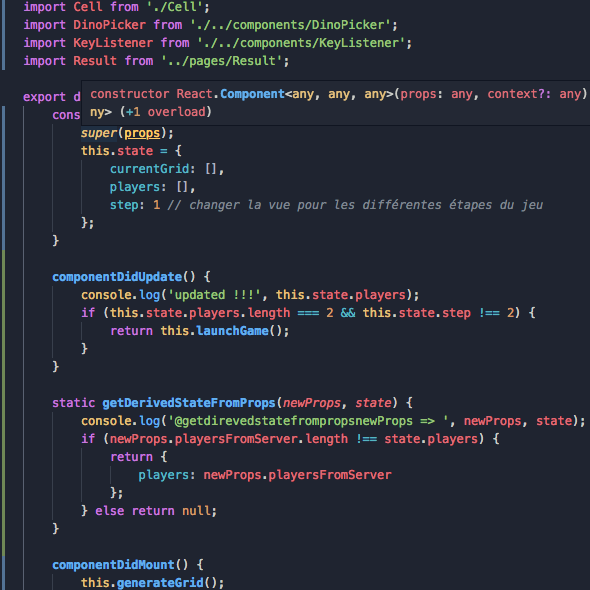 import Cell from './Cell';
import DinoPicker from './../components/DinoPicker';
import KeyListener from './../components/KeyListener';
import Result from '../pages/Result';
export d
constructor React.Component<any, any, any>(props: any, context?: any)
cons
ny> (+1 overload)
super(props);
this.state = {
currentGrid: [],
players: [],
step: 1 // changer la vue pour les différentes étapes du jeu
};
}
componentDidUpdate() {
console.log('updated !!!', this.state.players);
if (this.state.players.length === 2 && this.state.step !== 2) {
return this.launchGame();
}
}
static getDerivedStateFromProps(newProps, state) {
console.log('@getdirevedstatefrompropsnewProps => ', newProps, state);
if (newProps.playersFromServer.length !== state.players) {
return {
players: newProps.playersFromServer
};
} else return null;
}
componentDidMount() {
this.generateGrid();